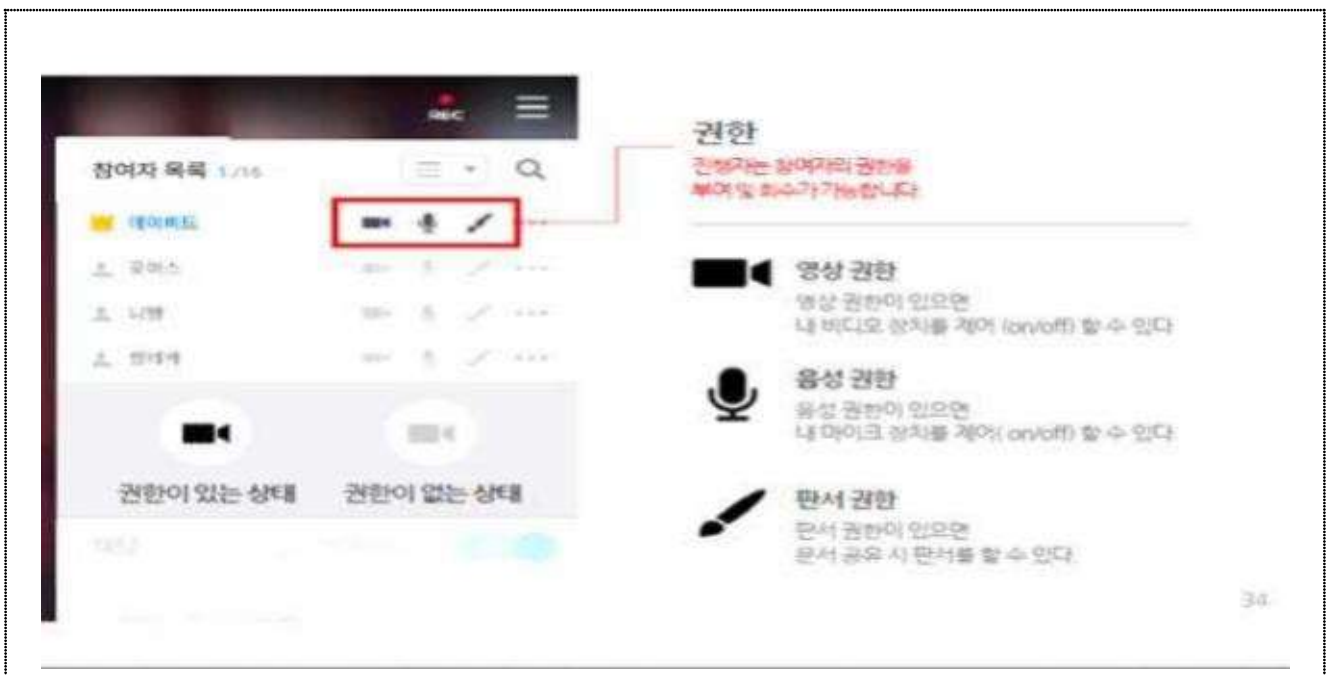 REC
참여자 목록 1/16
데이비드
권한이 있는 상태
권한이 없는 상태
권한
진행자는 참여자의 권한을
부여 및 회수가 가능합니다
영상 권한
영상 권한이 있으면
내 비디오 장치를 제어 (on/off) 할 수 있다
음성 권한
음성 권한이 있으면
내 마이크 장치를 제어( on/off) 할 수 있다
판서 권한
판서 권한이 있으면
문서 공유 시 판서를 할 수 있다.
34